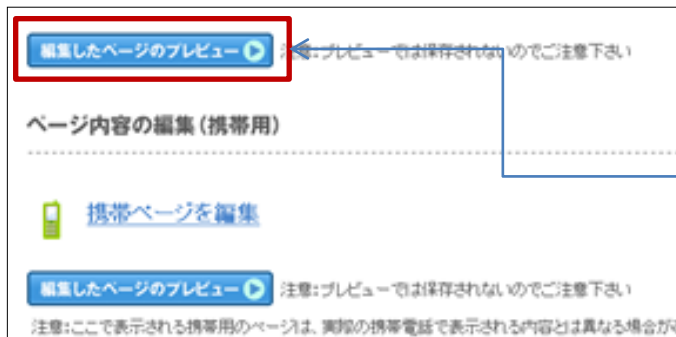 編集したページのプレビュー 注意：プレビューでは保存されないのでご注意下さい
ページ内容の編集（携帯用）
携帯ページを編集
編集したページのプレビュー 注意：プレビューでは保存されないのでご注意下さい
注意：ここで表示される携帯用のページは、実際の携帯電話で表示される内容とは異なる場合が